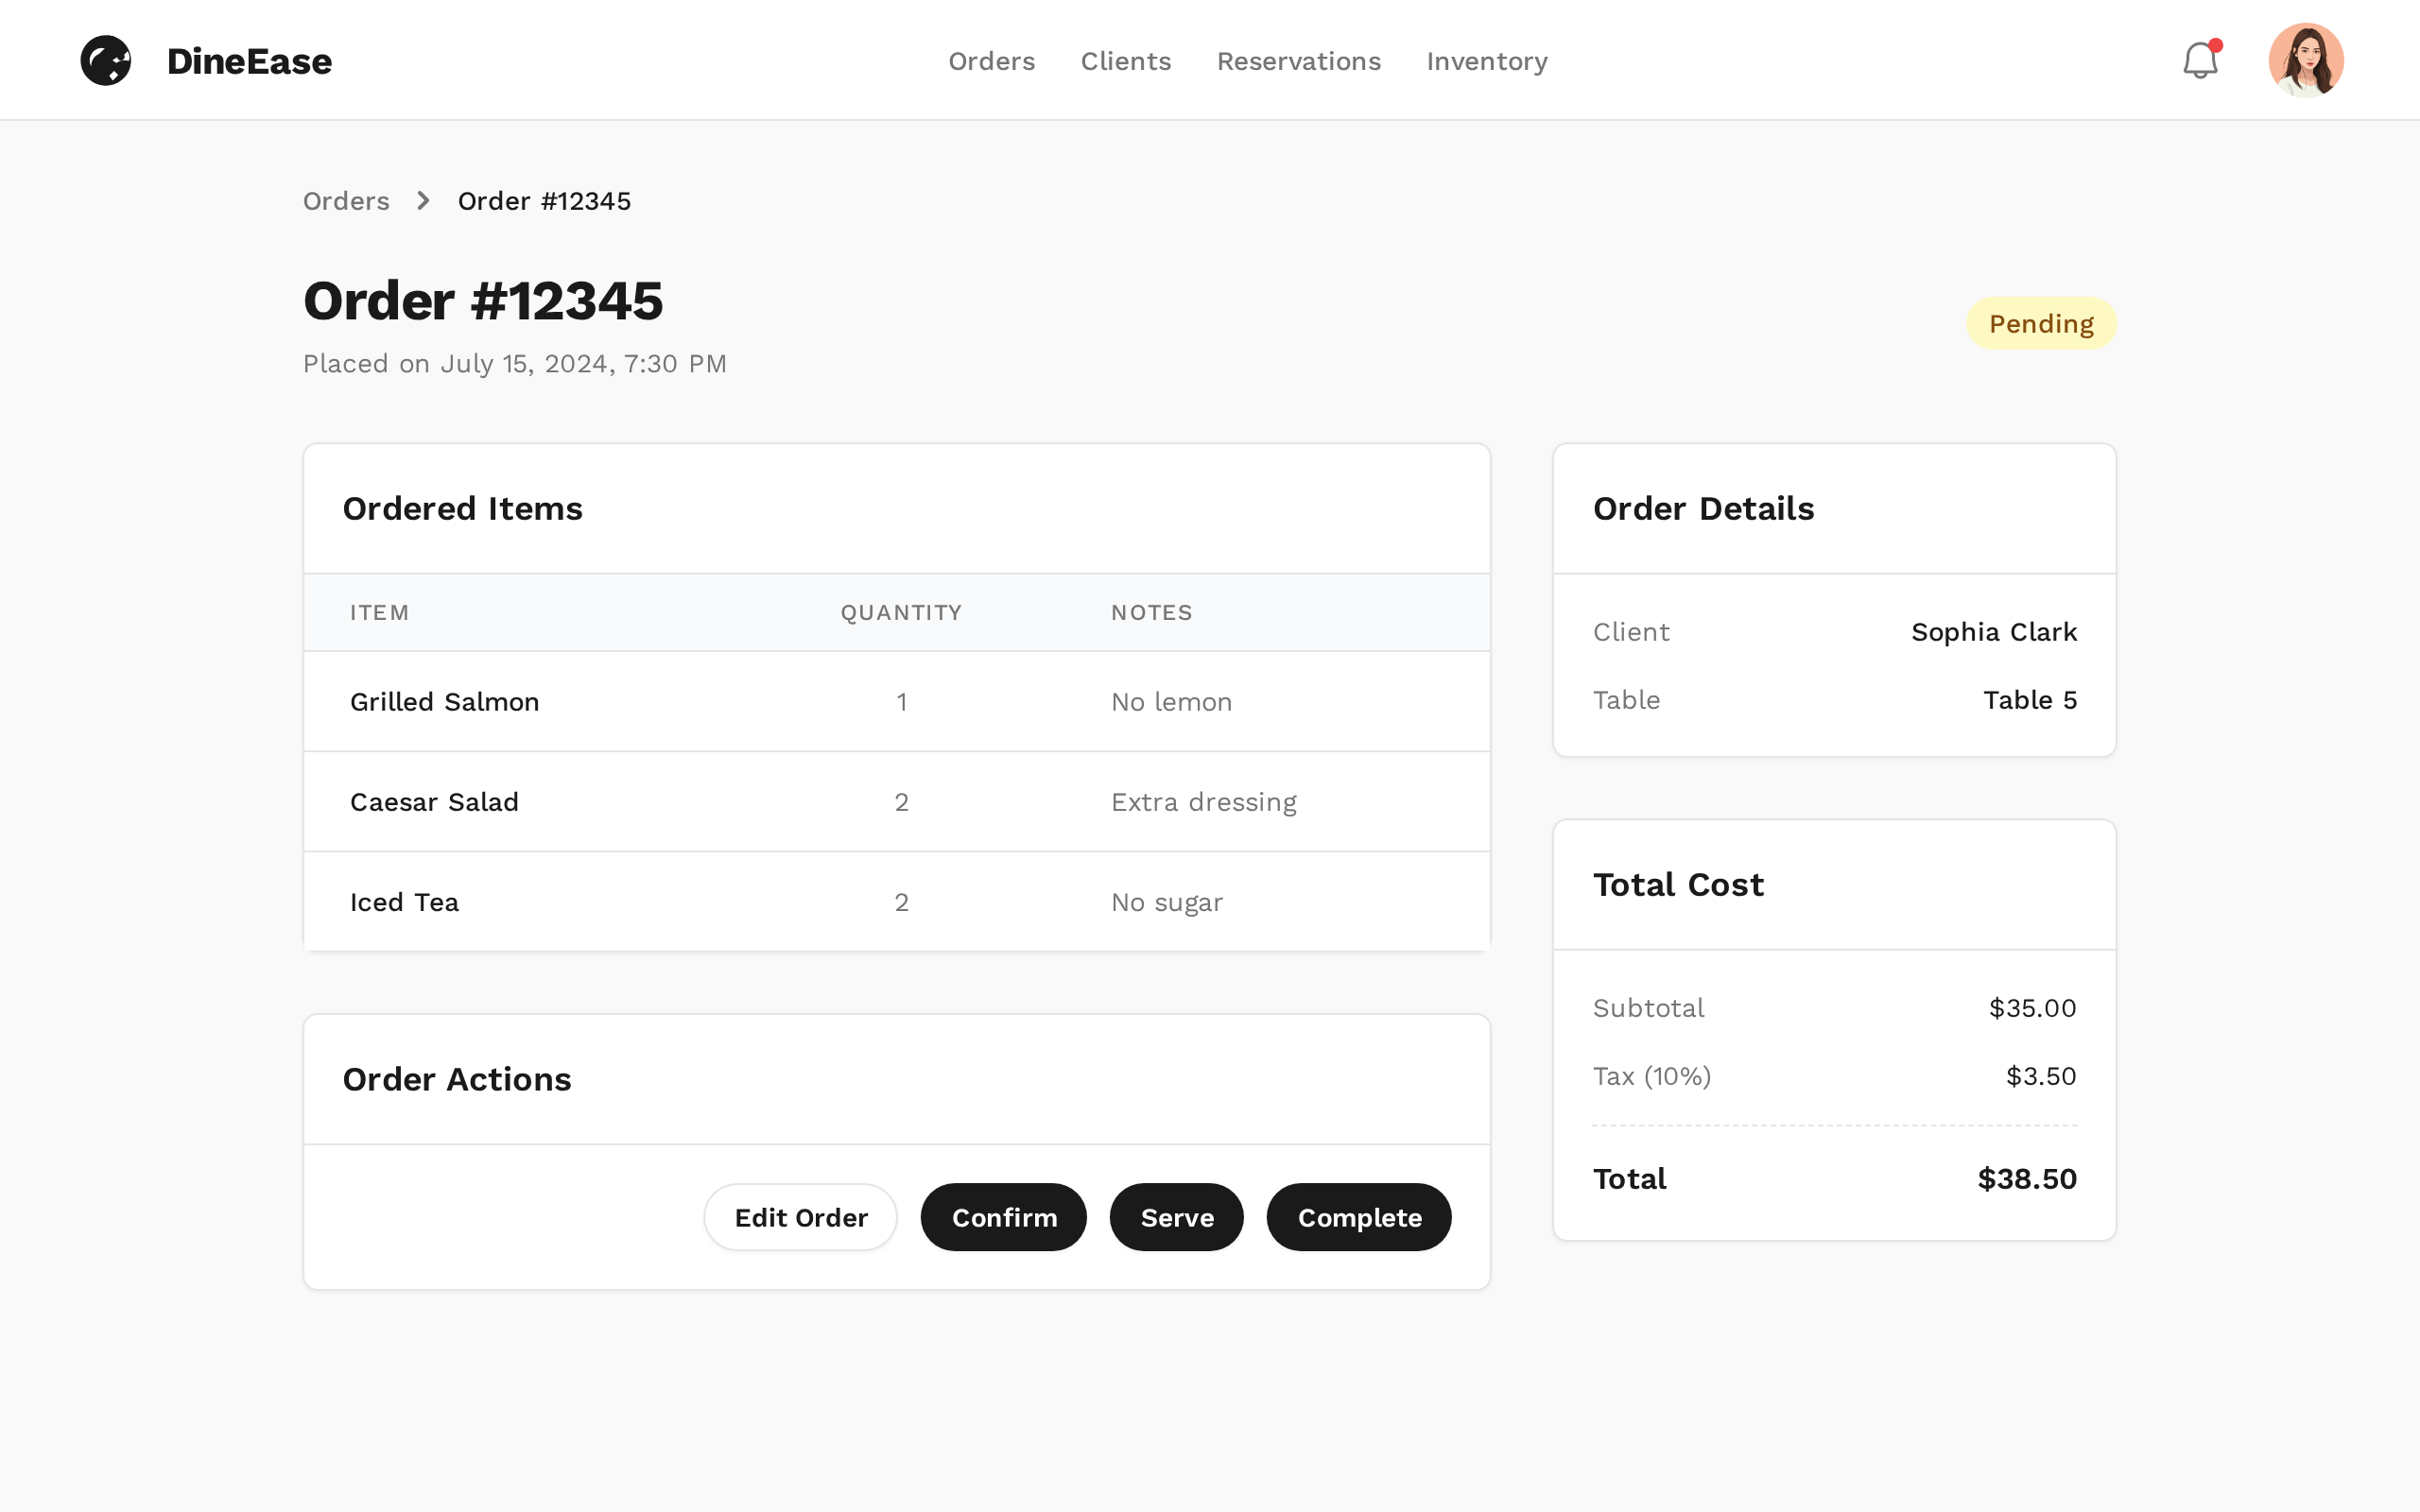 DineEase
Orders Clients Reservations Inventory
Orders Order #12345
Order #12345
Placed on July 15, 2024, 7:30 PM
Pending
Ordered Items
ITEM QUANTITY NOTES
Grilled Salmon 1 No lemon
Caesar Salad 2 Extra dressing
Iced Tea 2 No sugar
Order Actions
Edit Order Confirm Serve Complete
Order Details
Client Sophia Clark
Table Table 5
Total Cost
Subtotal $35.00
Tax (10%) $3.50
Total $38.50